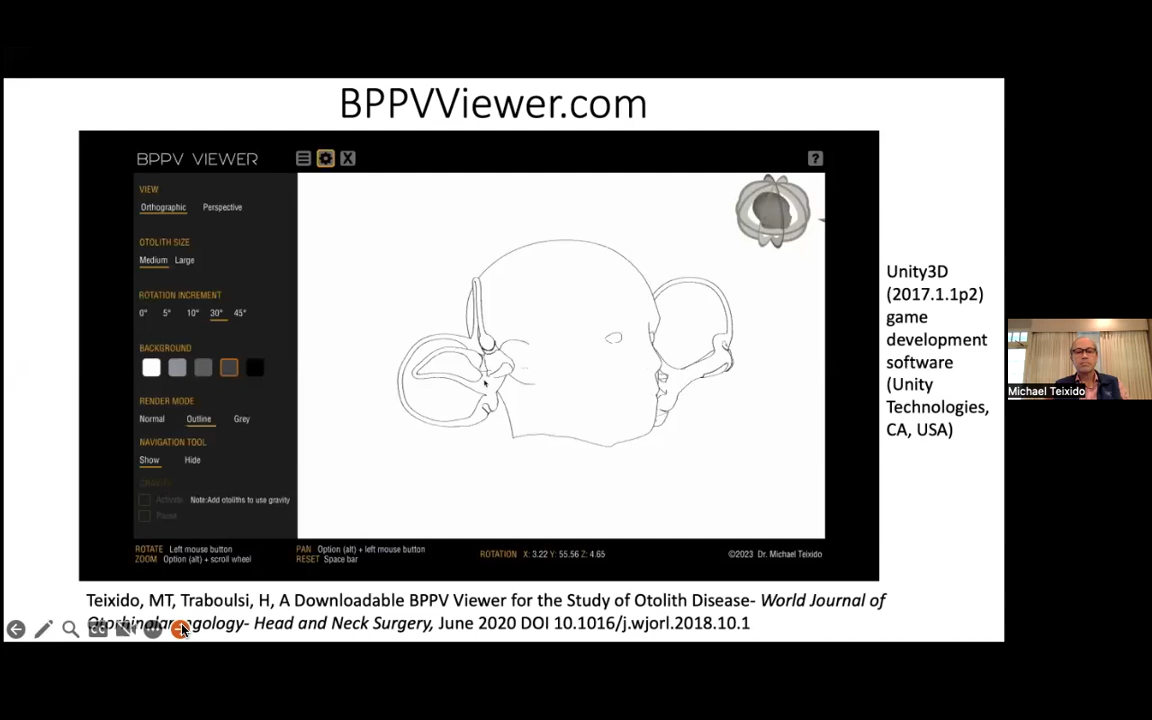 BPPVViewer.com
BPPV VIEWER
X
?
VIEW
Orthographic Perspective
OTOLITH SIZE
Medium Large
ROTATION INCREMENT
0° 5° 10° 30° 45°
BACKGROUND
RENDER MODE
Normal Outline Grey
NAVIGATION TOOL
Show Hide
GRAVITY
Activate Note:Add otoliths to use gravity
Pause
ROTATE Left mouse button
ZOOM Option (alt) + scroll wheel
PAN Option (alt) + left mouse button
RESET Space bar
ROTATION X: 3.22 Y: 55.56 Z: 4.65
©2023 Dr. Michael Teixido
Unity3D
(2017.1.1p2)
game
development
software
(Unity
Technologies,
CA, USA)
Michael Teixido
Teixido, MT, Traboulsi, H, A Downloadable BPPV Viewer for the Study of Otolith Disease- World Journal of
Head and Neck Surgery, June 2020 DOI 10.1016/j.wjorl.2018.10.1
CC